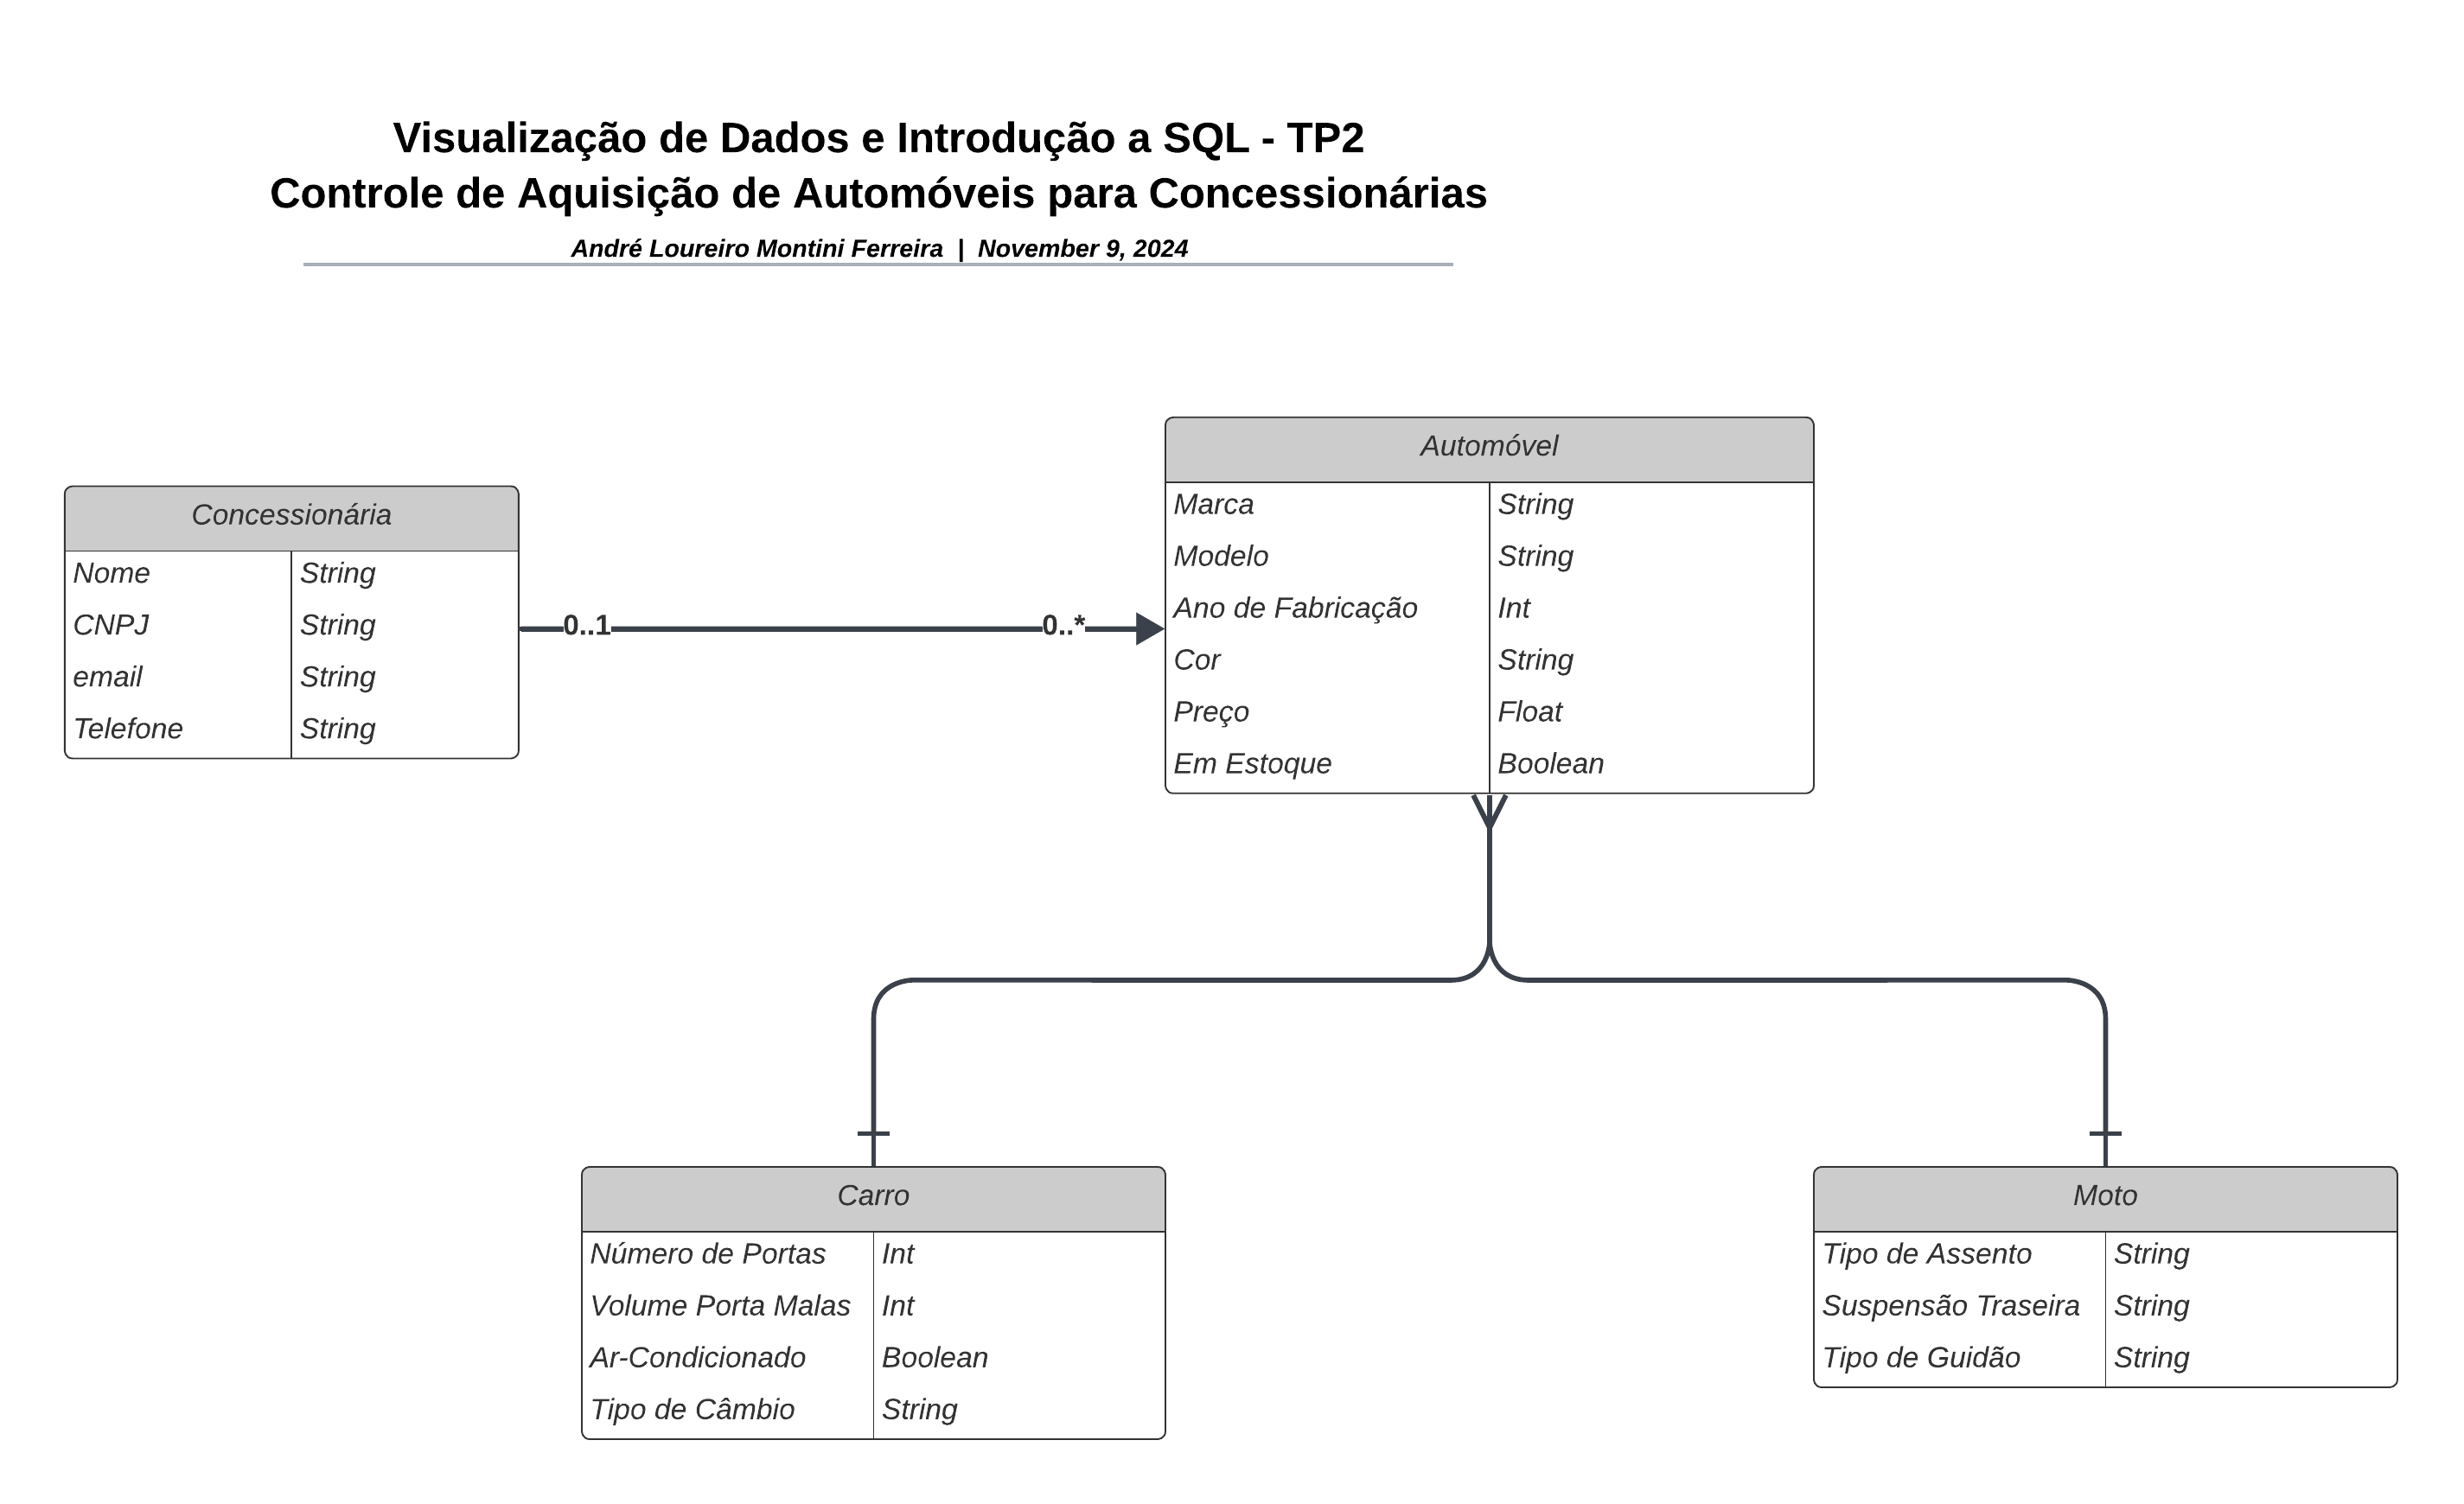 Visualização de Dados e Introdução a SQL - TP2
Controle de Aquisição de Automóveis para Concessionárias
André Loureiro Montini Ferreira | November 9, 2024
Concessionária
Nome String
CNPJ String
email String
Telefone String
0..1 0..*
Automóvel
Marca String
Modelo String
Ano de Fabricação Int
Cor String
Preço Float
Em Estoque Boolean
Carro
Número de Portas Int
Volume Porta Malas Int
Ar-Condicionado Boolean
Tipo de Câmbio String
Moto
Tipo de Assento String
Suspensão Traseira String
Tipo de Guidão String